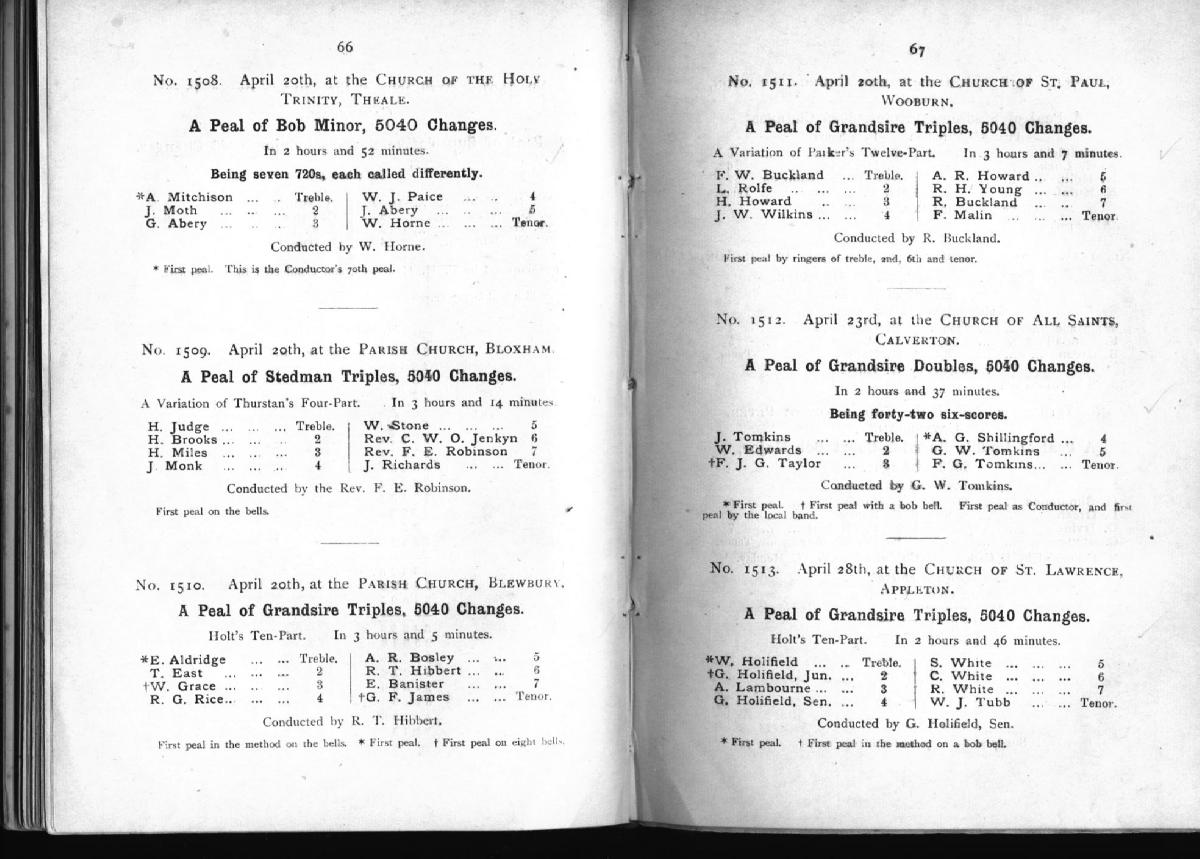 66
No. 1508. April 20th, at the CHURCH OF THE HOLY
TRINITY, THEALE.
A Peal of Bob Minor, 5040 Changes.
In 2 hours and 52 minutes.
Being seven 720s, each called differently.
*A. Mitchison ... .. Treble. | W. J. Paice ... .. 4
J. Moth ... ... .. 2 | J. Abery ... .. .. 5
G. Abery ... .. .. 3 | W. Horne ... ... ... Tenor.
Conducted by W. Horne.
* First peal. This is the Conductor's 70th peal.
No. 1509. April 20th, at the PARISH CHURCH, BLOXHAM.
A Peal of Stedman Triples, 5040 Changes.
A Variation of Thurstan's Four-Part. In 3 hours and 14 minutes.
H. Judge ... ... ... Treble. | W. Stone ... ... ... 5
H. Brooks ... ... .. 2 | Rev. C. W. O. Jenkyn 6
H. Miles ... ... ... 3 | Rev. F. E. Robinson 7
J. Monk ... ... .. 4 | J. Richards ... ... Tenor.
Conducted by the Rev. F. E. Robinson.
First peal on the bells.
No. 1510. April 20th, at the PARISH CHURCH, BLEWBURY.
A Peal of Grandsire Triples, 5040 Changes.
Holt's Ten-Part. In 3 hours and 5 minutes.
*E. Aldridge ... ... Treble. | A. R. Bosley ... ... 5
T. East ... ... ... 2 | R. T. Hibbert ... ... 6
†W. Grace ... .. ... 3 | E. Banister ... ... 7
R. G. Rice... ... ... 4 | †G. F. James ... ... Tenor.
Conducted by R. T. Hibbert.
First peal in the method on the bells. * First peal. † First peal on eight bells.
67
No. 1511. April 20th, at the CHURCH OF ST. PAUL,
WOOBURN.
A Peal of Grandsire Triples, 5040 Changes.
A Variation of Parker's Twelve-Part. In 3 hours and 7 minutes.
F. W. Buckland ... Treble. | A. R. Howard .. ... 5
L. Rolfe .. ... ... 2 | R. H. Young ... ... 6
H. Howard .. ... 3 | R. Buckland ... ... 7
J. W. Wilkins ... ... 4 | F. Malin ... ... ... Tenor.
Conducted by R. Buckland.
First peal by ringers of treble, 2nd, 6th and tenor.
No. 1512. April 23rd, at the CHURCH OF ALL SAINTS,
CALVERTON.
A Peal of Grandsire Doubles, 5040 Changes.
In 2 hours and 37 minutes.
Being forty-two six-scores.
J. Tomkins ... ... Treble. | *A. G. Shillingford ... 4
W. Edwards ... ... 2 | G. W. Tomkins ... 5
†F. J. G. Taylor ... 3 | F. G. Tomkins... ... Tenor.
Conducted by G. W. Tomkins.
* First peal. † First peal with a bob bell. First peal as Conductor, and first
peal by the local band.
No. 1513. April 28th, at the CHURCH OF ST. LAWRENCE,
APPLETON.
A Peal of Grandsire Triples, 5040 Changes.
Holt's Ten-Part. In 2 hours and 46 minutes.
*W. Holifield ... ... Treble. | S. White ... ... ... 5
†G. Holifield, Jun. ... 2 | C. White ... ... ... 6
A. Lambourne ... ... 3 | R. White ... ... ... 7
G. Holifield, Sen. ... 4 | W. J. Tubb ... ... Tenor.
Conducted by G. Holifield, Sen.
* First peal. † First peal in the method on a bob bell.